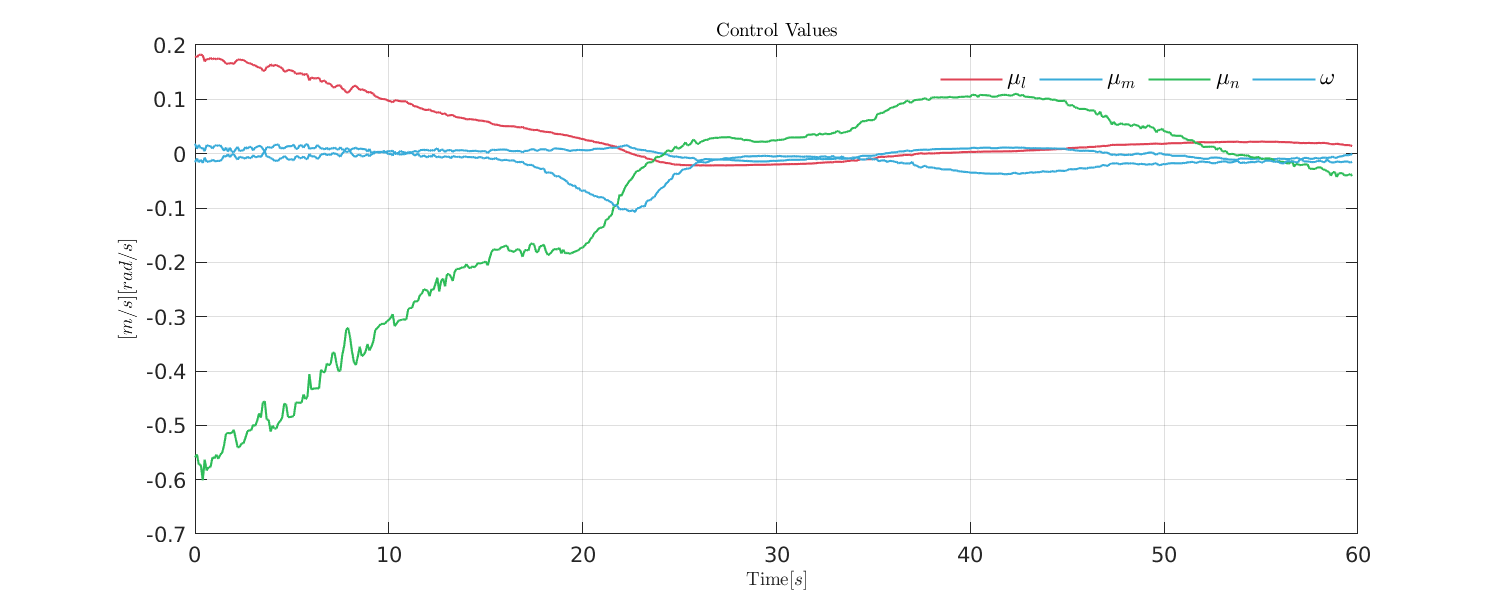 Control Values
μ_l μ_m μ_n ω
0.2
0.1
0
-0.1
-0.2
-0.3
-0.4
-0.5
-0.6
-0.7
[m/s][rad/s]
0 10 20 30 40 50 60
Time[s]